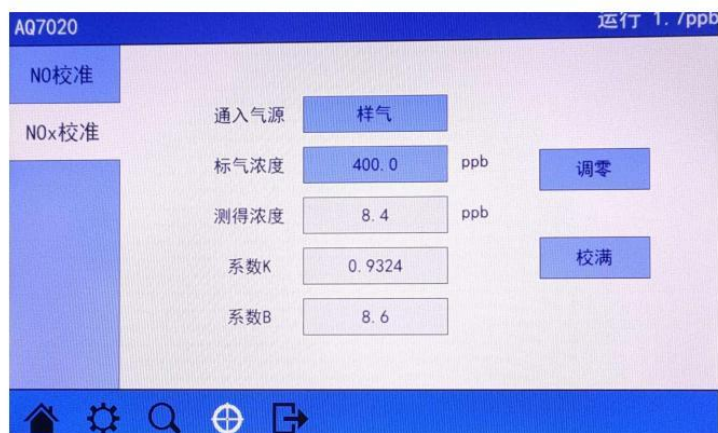 AQ7020 运行 1.7ppb
NO校准
NOx校准
通入气源 样气
标气浓度 400.0 ppb
调零
测得浓度 8.4 ppb
系数K 0.9324
校满
系数B 8.6